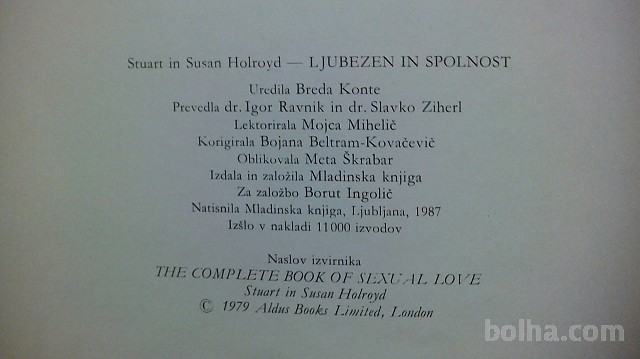 Stuart in Susan Holroyd — LJUBEZEN IN SPOLNOST
Uredila Breda Konte
Prevedla dr. Igor Ravnik in dr. Slavko Ziherl
Lektorirala Mojca Mihelič
Korigirala Bojana Beltram-Kovačevič
Oblikovala Meta Škrabar
Izdala in založila Mladinska knjiga
Za založbo Borut Ingolič
Natisnila Mladinska knjiga, Ljubljana, 1987
Izšlo v nakladi 11000 izvodov
Naslov izvirnika
THE COMPLETE BOOK OF SEXUAL LOVE
Stuart in Susan Holroyd
© 1979 Aldus Books Limited, London
bolha.com